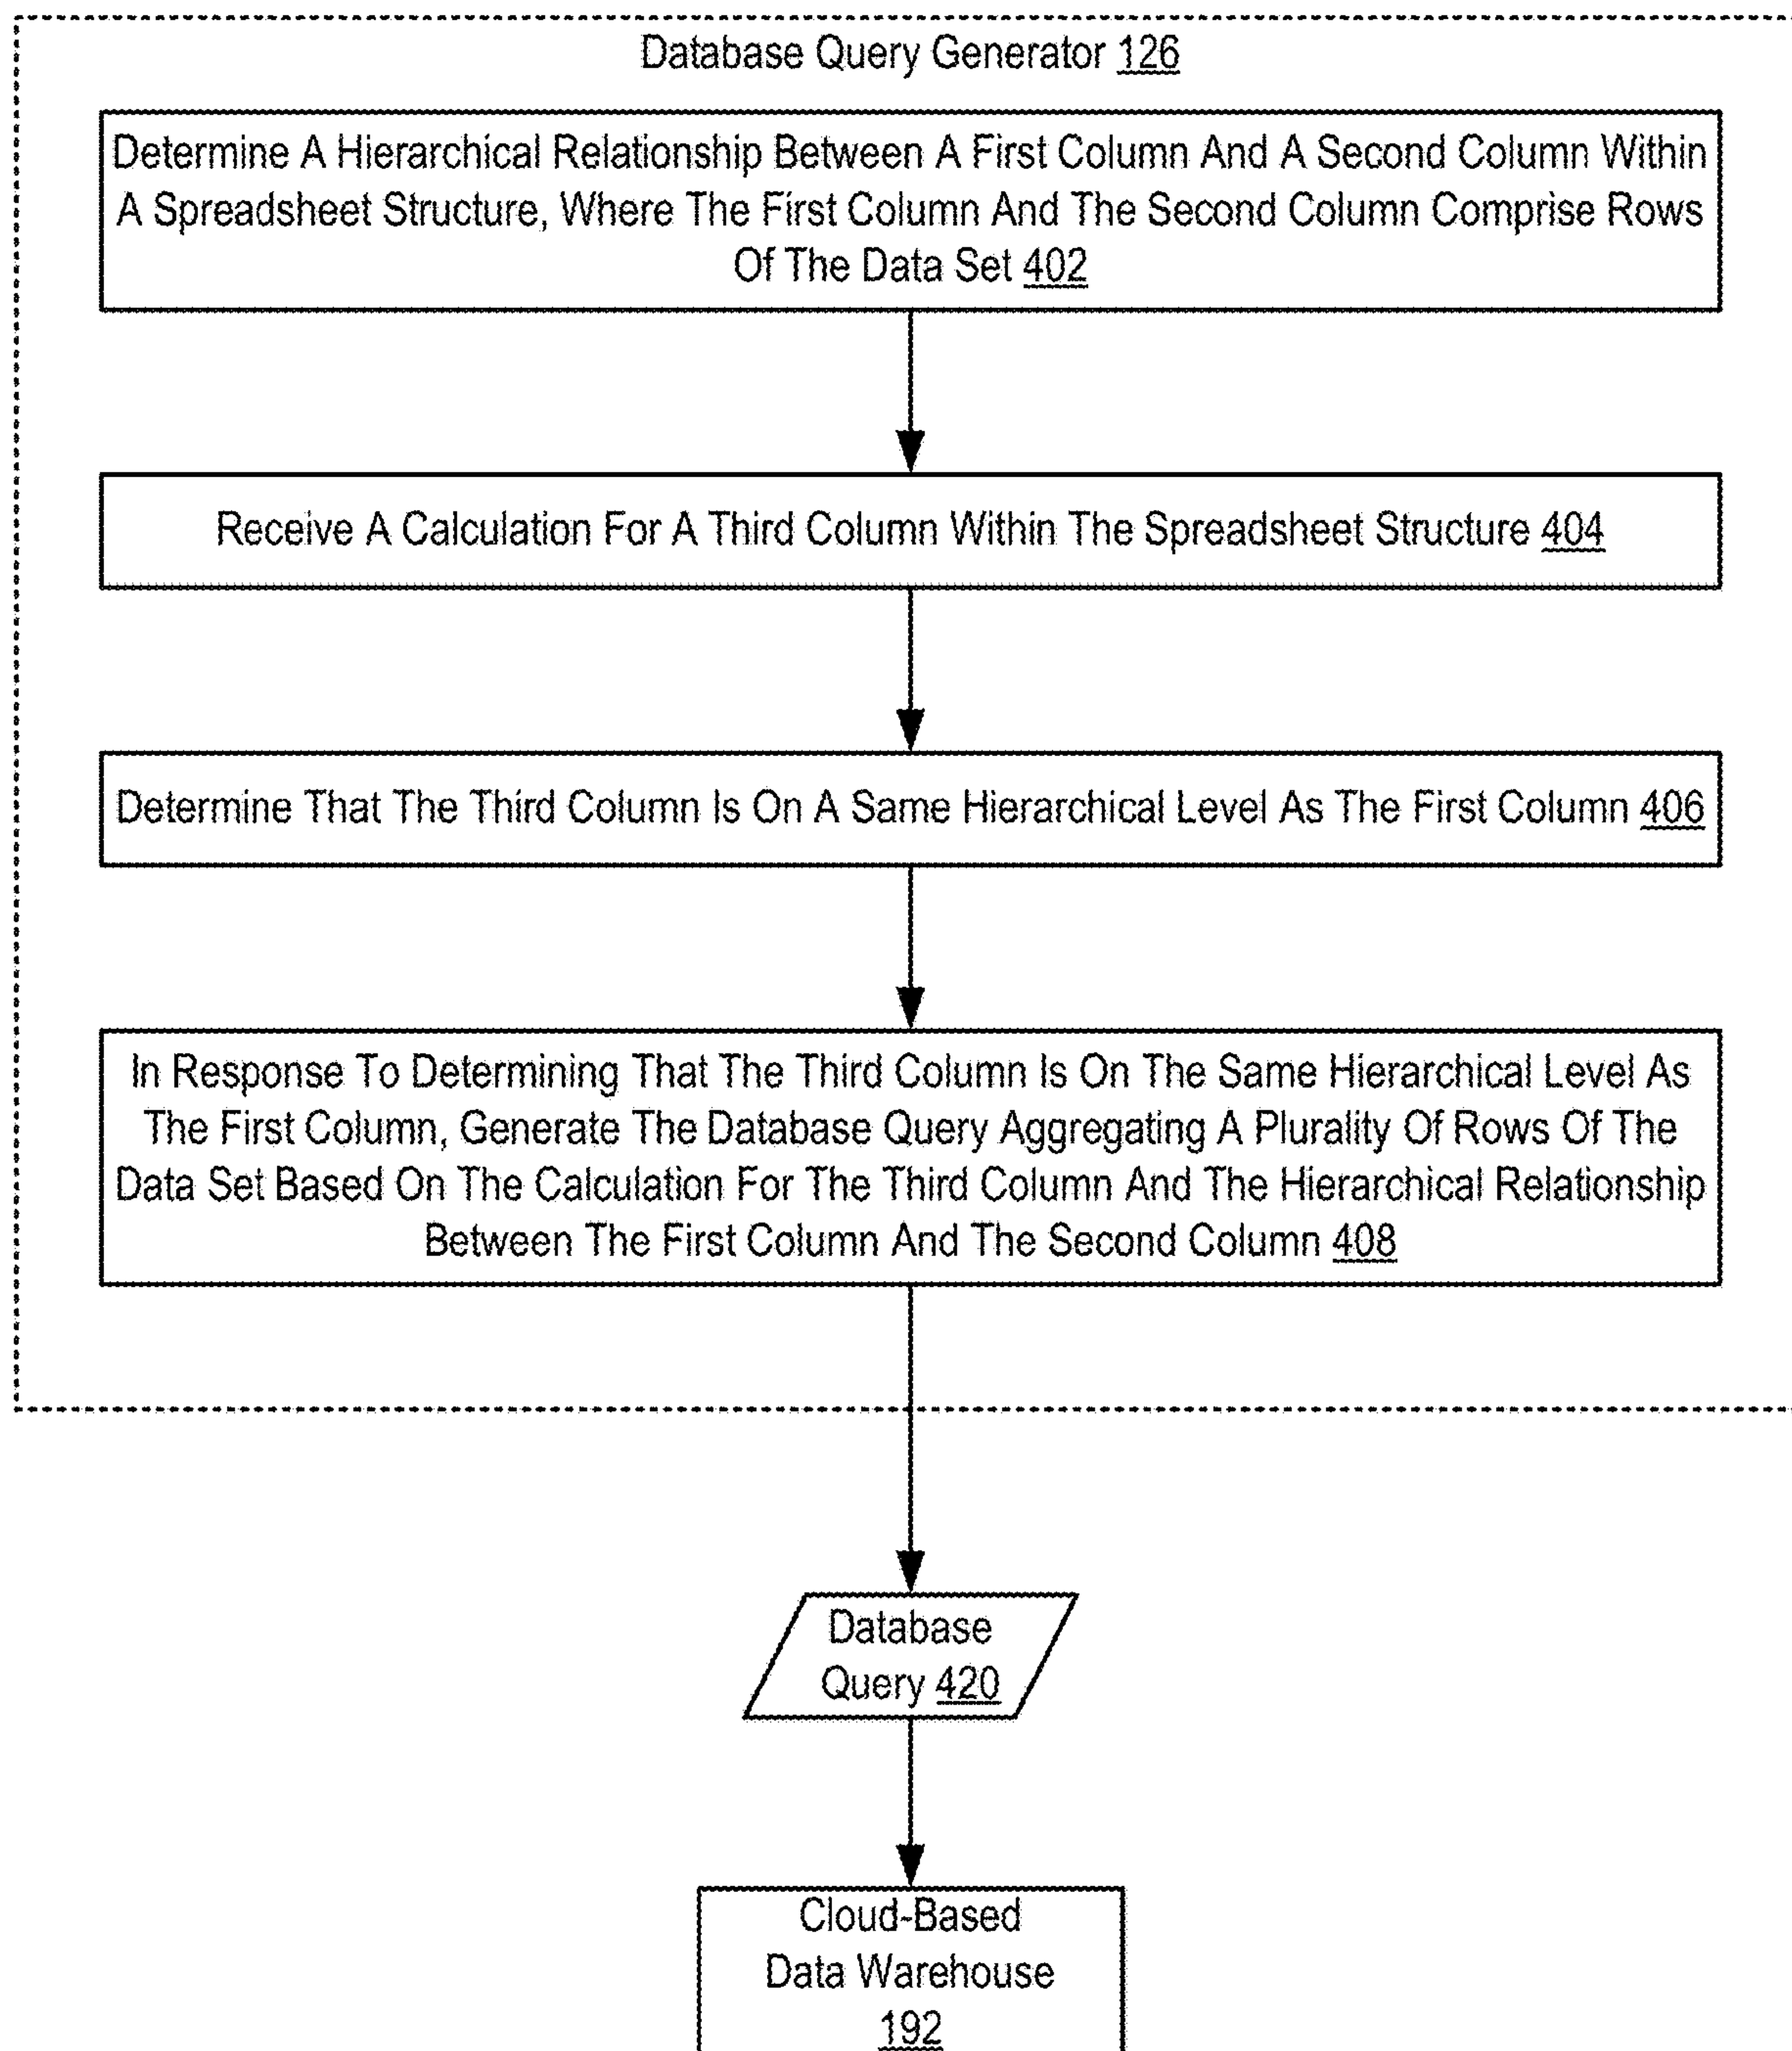 Database Query Generator 126
Determine A Hierarchical Relationship Between A First Column And A Second Column Within
A Spreadsheet Structure, Where The First Column And The Second Column Comprise Rows
Of The Data Set 402
Receive A Calculation For A Third Column Within The Spreadsheet Structure 404
Determine That The Third Column Is On A Same Hierarchical Level As The First Column 406
In Response To Determining That The Third Column Is On The Same Hierarchical Level As
The First Column, Generate The Database Query Aggregating A Plurality Of Rows Of The
Data Set Based On The Calculation For The Third Column And The Hierarchical Relationship
Between The First Column And The Second Column 408
Database
Query 420
Cloud-Based
Data Warehouse
192